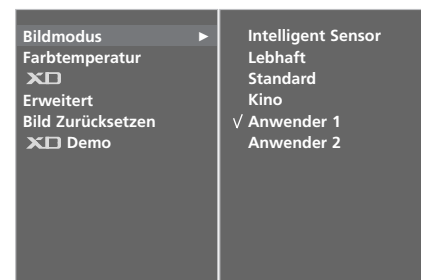 Bildmodus ►
Farbtemperatur
XD
Erweitert
Bild Zurücksetzen
XD Demo
Intelligent Sensor
Lebhaft
Standard
Kino
√ Anwender 1
Anwender 2